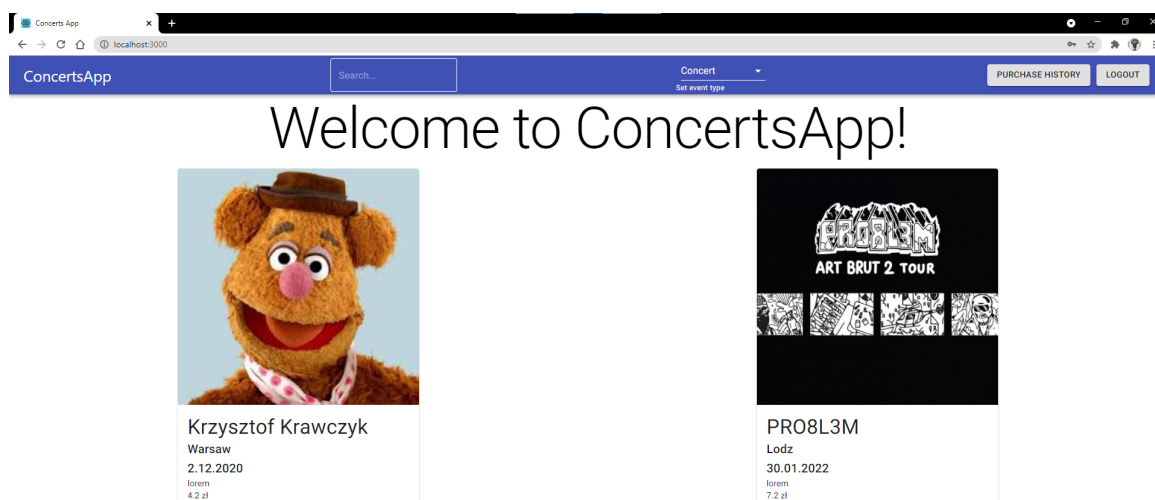 Concerts App
localhost:3000
ConcertsApp
Search...
Concert
Set event type
PURCHASE HISTORY
LOGOUT
Welcome to ConcertsApp!
PRO8L3M
ART BRUT 2 TOUR
Krzysztof Krawczyk
Warsaw
2.12.2020
lorem
4.2 zł
PRO8L3M
Lodz
30.01.2022
lorem
7.2 zł